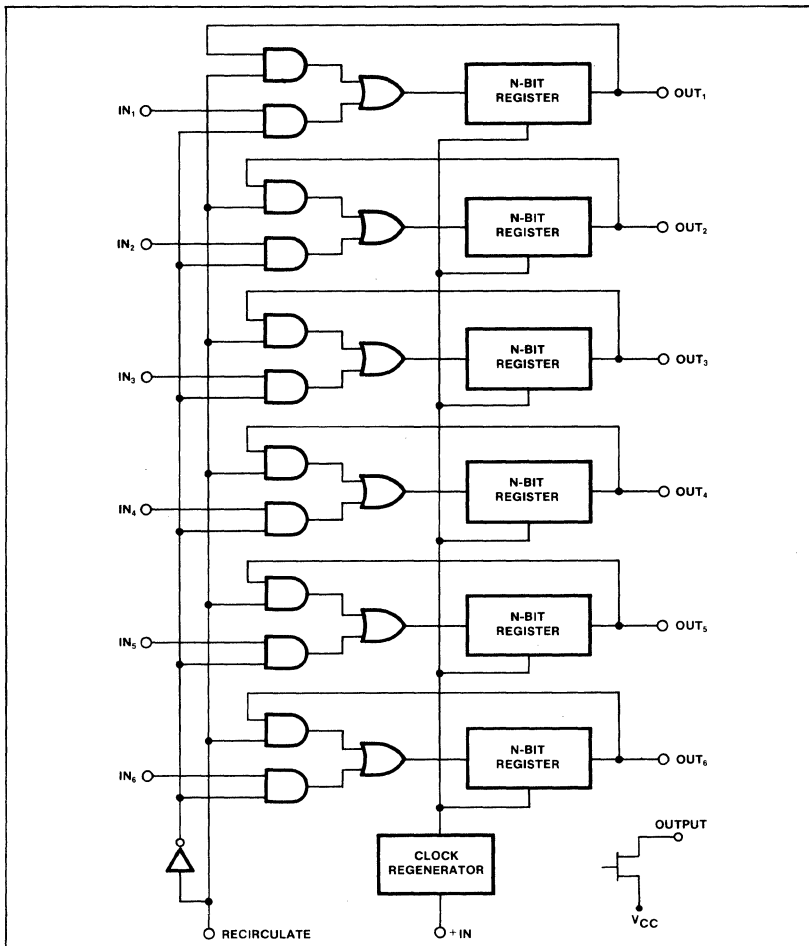 N-BIT
REGISTER
IN₁
OUT₁
N-BIT
REGISTER
IN₂
OUT₂
N-BIT
REGISTER
IN₃
OUT₃
N-BIT
REGISTER
IN₄
OUT₄
N-BIT
REGISTER
IN₅
OUT₅
N-BIT
REGISTER
IN₆
OUT₆
OUTPUT
CLOCK
REGENERATOR
VCC
RECIRCULATE
+ IN